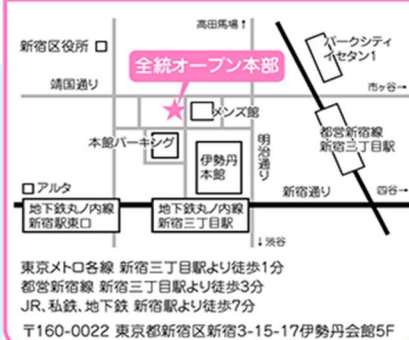 高田馬場↑
新宿区役所
パークシティ
イセタン1
全統オープン本部
靖国通り
市ヶ谷→
メンズ館
都営新宿線
新宿三丁目駅
本館パーキング
明治通り
伊勢丹
本館
アルタ
新宿通り
四谷→
地下鉄丸ノ内線
新宿駅東口
地下鉄丸ノ内線
新宿三丁目駅
↓渋谷
東京メトロ各線 新宿三丁目駅より徒歩1分
都営新宿線 新宿三丁目駅より徒歩3分
JR、私鉄、地下鉄 新宿駅より徒歩7分
〒160-0022 東京都新宿区新宿3-15-17伊勢丹会館5F